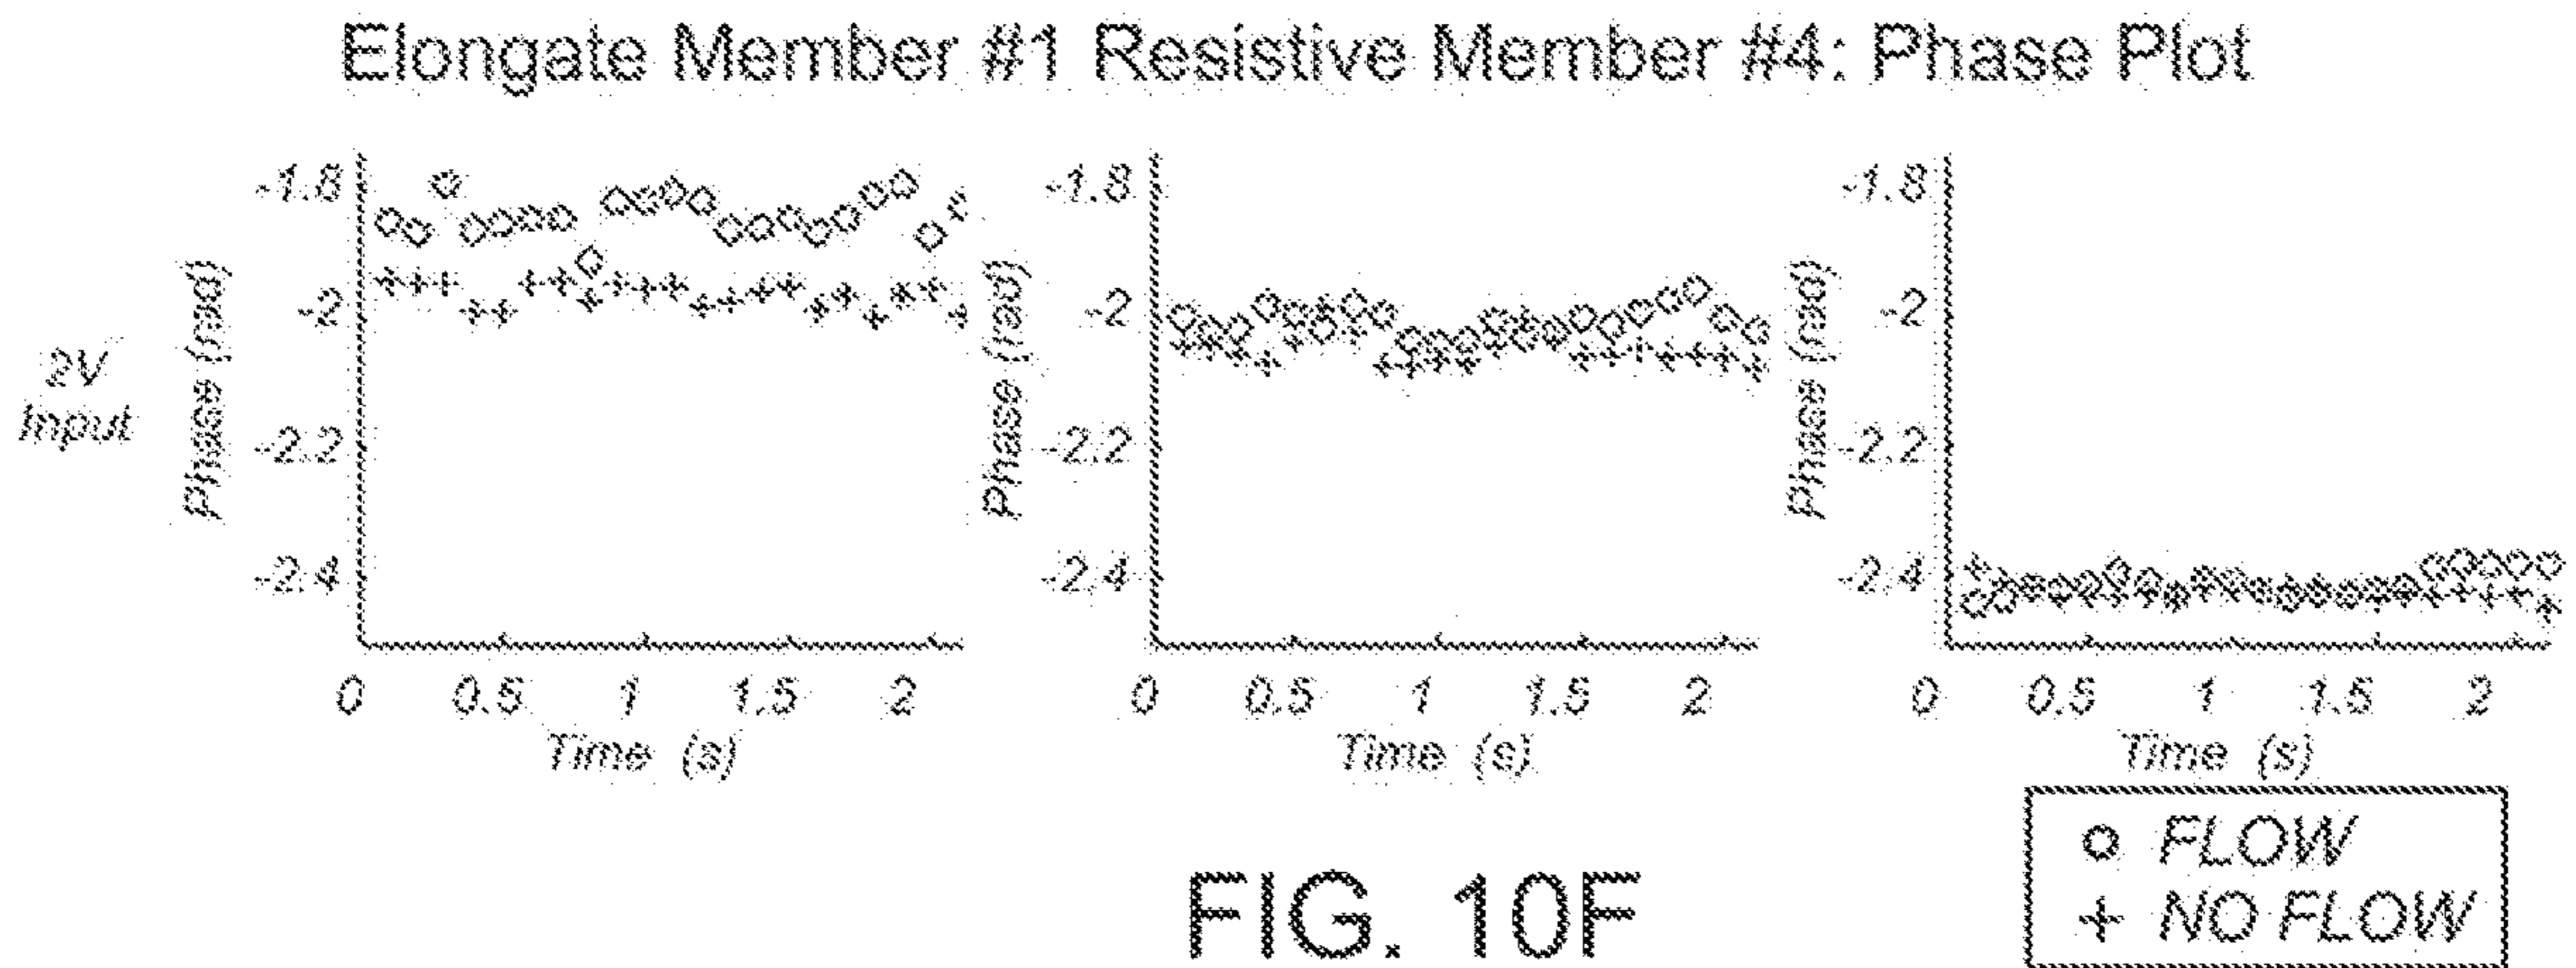 Elongate Member #1 Resistive Member #4: Phase Plot
2V
Input
Phase (rad)
-1.8
-2
-2.2
-2.4
0 0.5 1 1.5 2
Time (s)
Phase (rad)
-1.8
-2
-2.2
-2.4
0 0.5 1 1.5 2
Time (s)
Phase (rad)
-1.8
-2
-2.2
-2.4
0 0.5 1 1.5 2
Time (s)
FLOW
+ NO FLOW
FIG. 10F